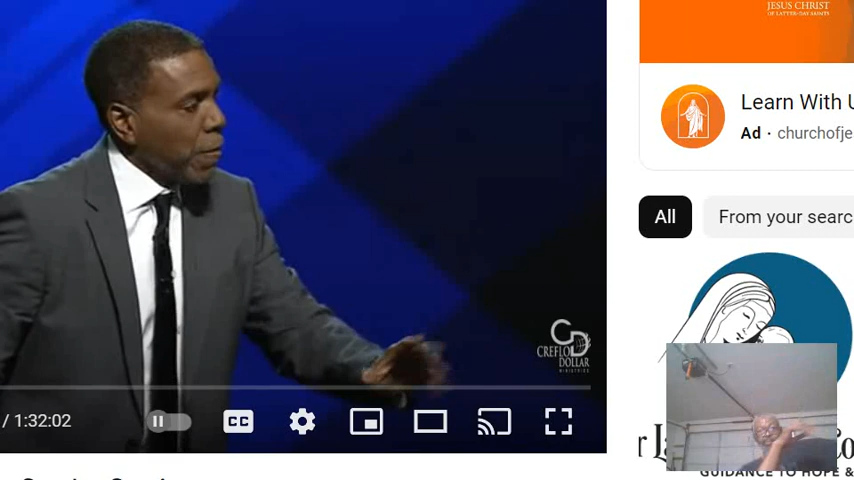 JESUS CHRIST
OF LATTER-DAY SAINTS
Learn With
Ad · churchofje
All
From your searc
CREFLO
DOLLAR
MINISTRIES
/ 1:32:02
CC
GUIDANCE TO HOPE &